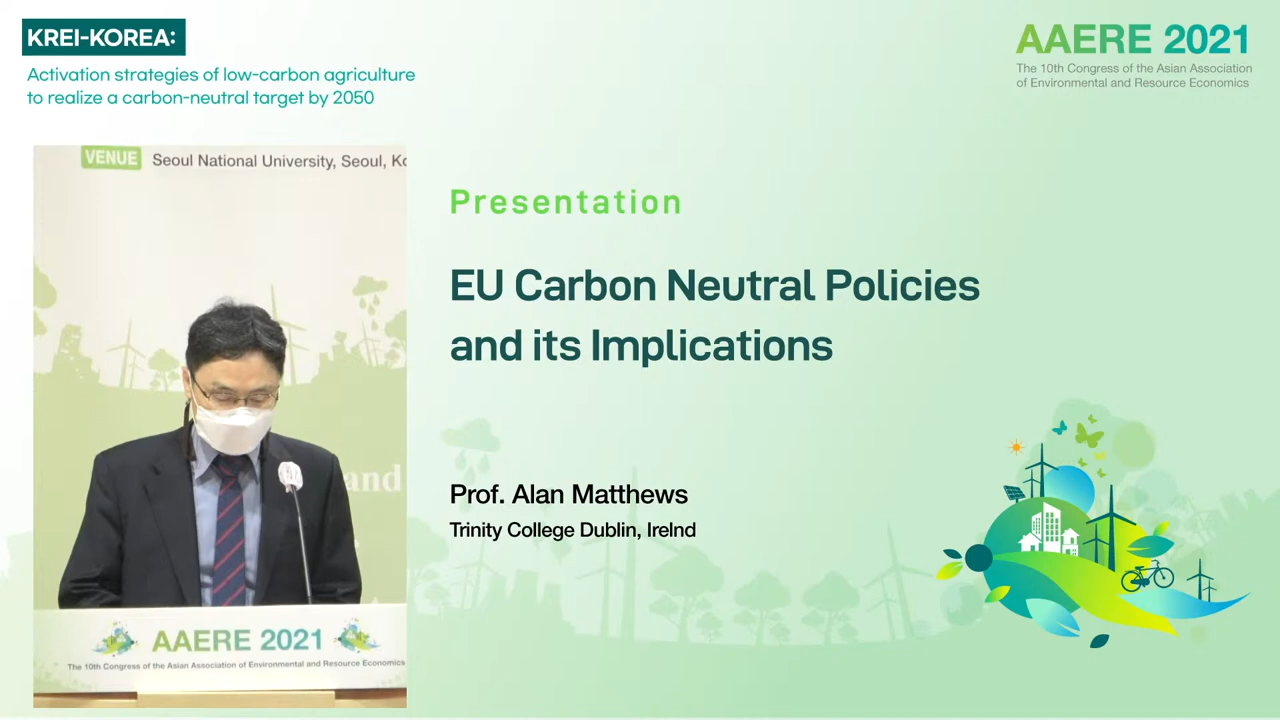 KREI-KOREA:
Activation strategies of low-carbon agriculture
to realize a carbon-neutral target by 2050
AAERE 2021
The 10th Congress of the Asian Association
of Environmental and Resource Economics
VENUE Seoul National University, Seoul, Ko
and
AAERE 2021
The 10th Congress of the Asian Association of Environmental and Resource Economics
Presentation
EU Carbon Neutral Policies
and its Implications
Prof. Alan Matthews
Trinity College Dublin, Irelnd